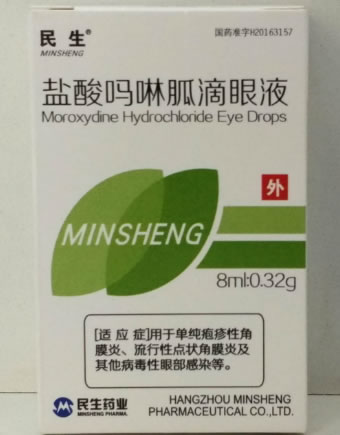 民生®
MINSHENG
国药准字H20163157
盐酸吗啉胍滴眼液
Moroxydine Hydrochloride Eye Drops
外
MINSHENG
8ml:0.32g
[适 应 症]用于单纯疱疹性角
膜炎、流行性点状角膜炎及
其他病毒性眼部感染等。
民生药业
MINSHENG PHARMA
HANGZHOU MINSHENG
PHARMACEUTICAL CO.,LTD.